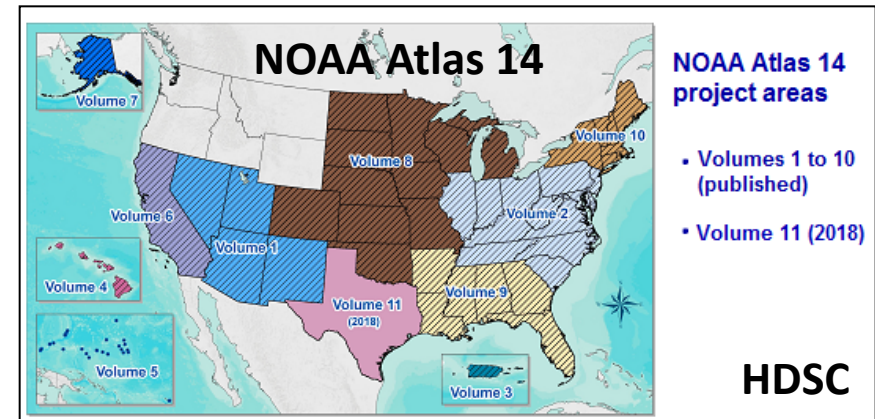 NOAA Atlas 14
Volume 7
Volume 10
Volume 8
Volume 6
Volume 2
Volume 1
Volume 4
Volume 9
Volume 11
(2018)
Volume 5
Volume 3
NOAA Atlas 14
project areas
• Volumes 1 to 10
(published)
• Volume 11 (2018)
HDSC